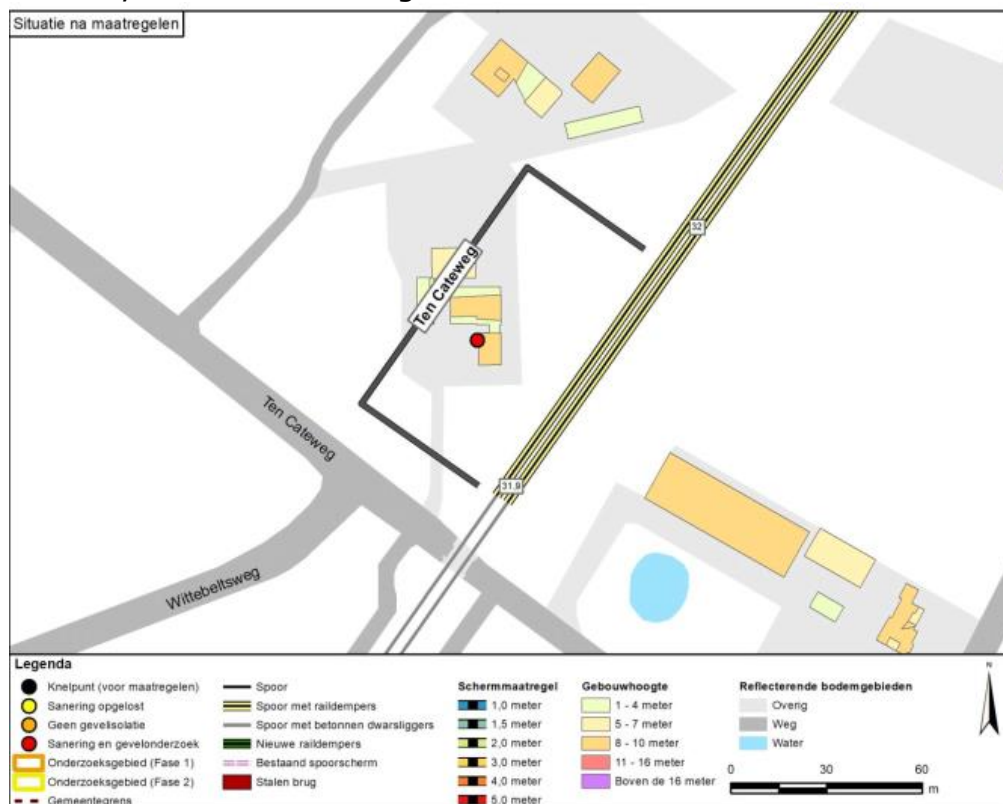 Situatie na maatregelen
32
Ten Cateweg
31.9
Ten Cateweg
Wittebeltsweg
Legenda
Knelpunt (voor maatregelen)
Sanering opgelost
Geen gevelisolatie
Sanering en gevelonderzoek
Onderzoeksgebied (Fase 1)
Onderzoeksgebied (Fase 2)
Gemeentegrens
Spoor
Spoor met raildempers
Spoor met betonnen dwarsliggers
Nieuwe raildempers
Bestaand spoorscherm
Stalen brug
Schermmaatregel
1,0 meter
1,5 meter
2,0 meter
3,0 meter
4,0 meter
5,0 meter
Gebouwhoogte
1 - 4 meter
5 - 7 meter
8 - 10 meter
11 - 16 meter
Boven de 16 meter
Reflecterende bodemgebieden
Overig
Weg
Water
N
0 30 60
m